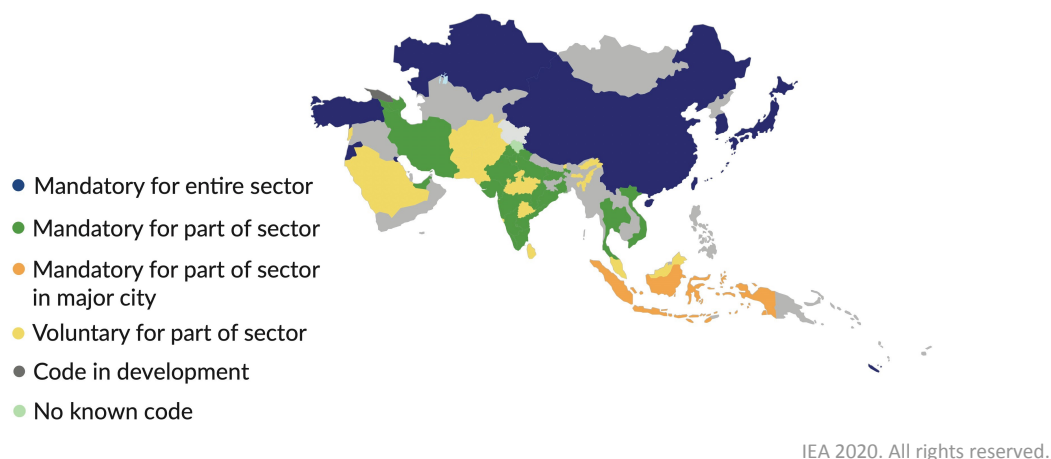 Mandatory for entire sector
Mandatory for part of sector
Mandatory for part of sector
in major city
Voluntary for part of sector
Code in development
No known code
IEA 2020. All rights reserved.